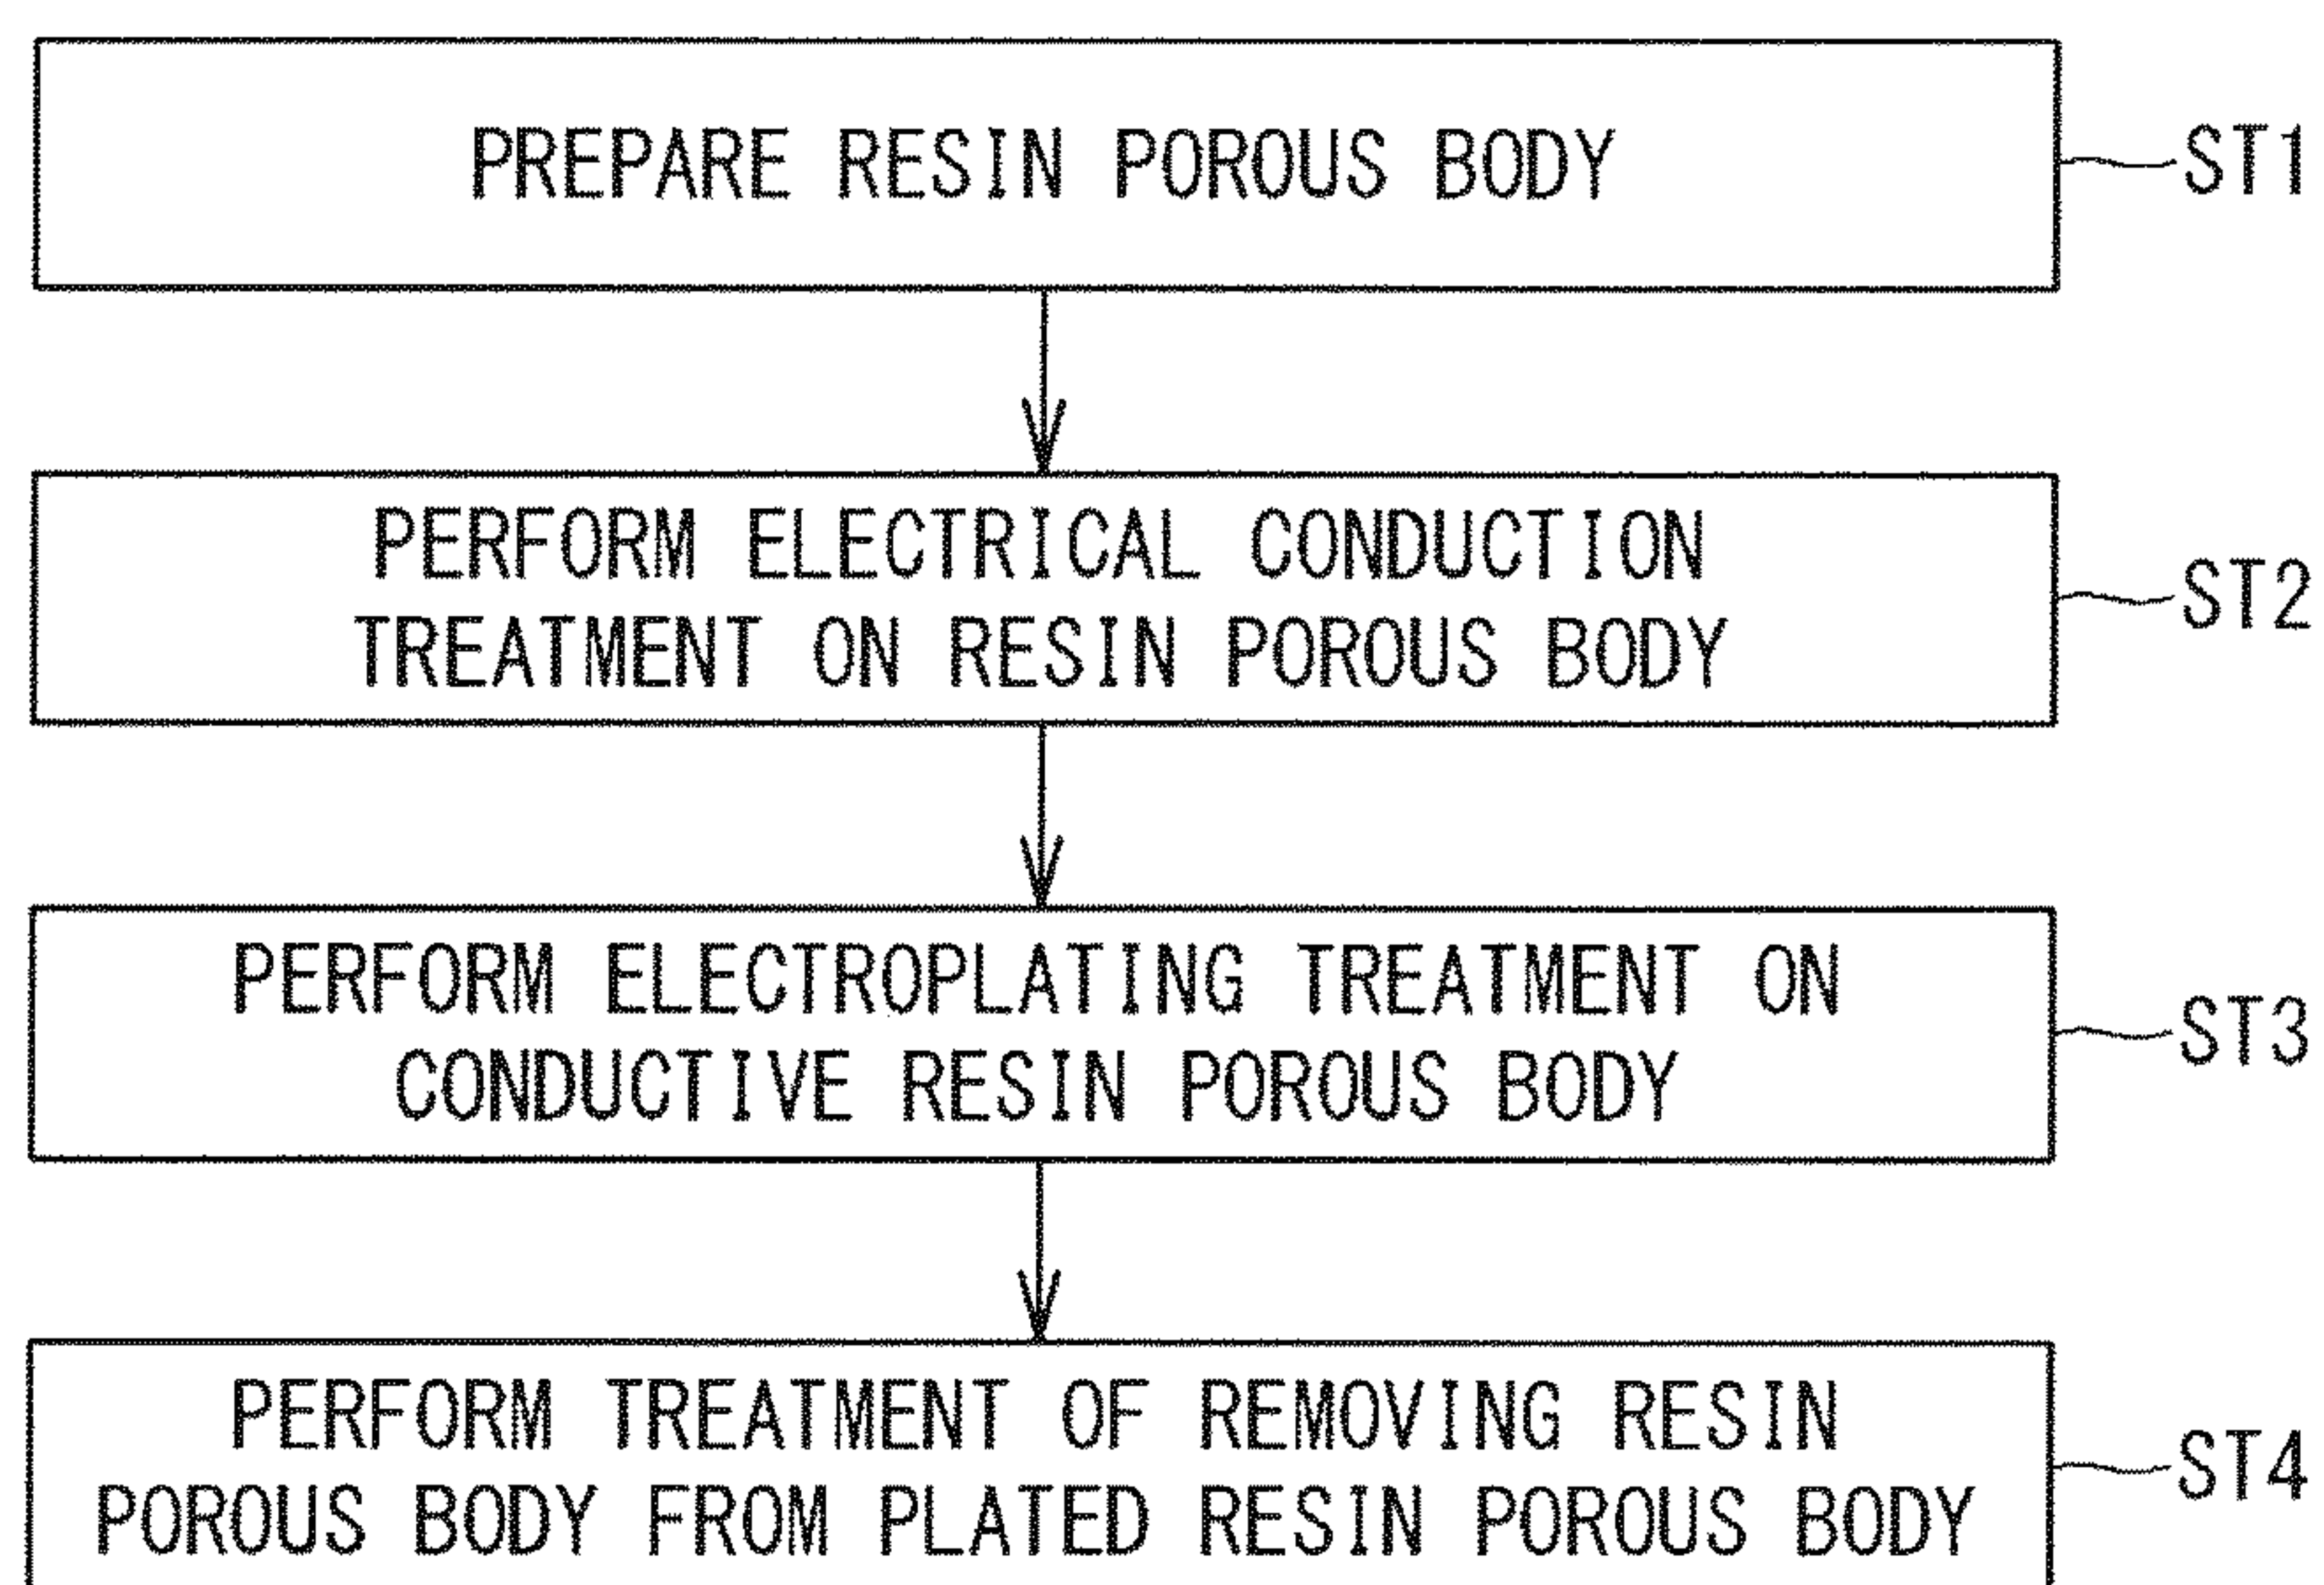 PREPARE RESIN POROUS BODY
ST1
PERFORM ELECTRICAL CONDUCTION
TREATMENT ON RESIN POROUS BODY
ST2
PERFORM ELECTROPLATING TREATMENT ON
CONDUCTIVE RESIN POROUS BODY
ST3
PERFORM TREATMENT OF REMOVING RESIN
POROUS BODY FROM PLATED RESIN POROUS BODY
ST4